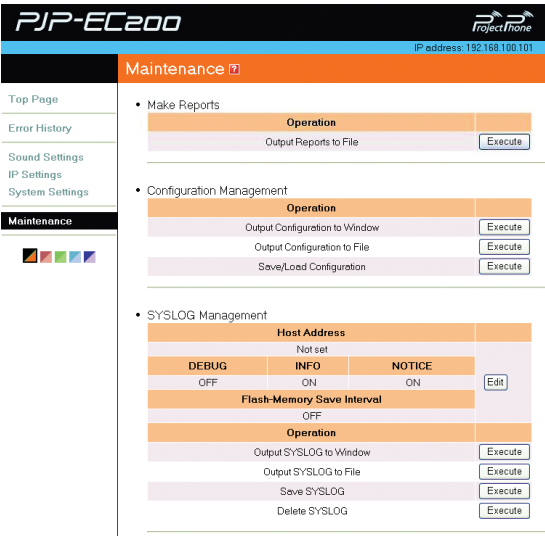 PJP-EC200
ProjectPhone
IP address: 192.168.100.101
Maintenance ?
Top Page
Error History
Sound Settings
IP Settings
System Settings
Maintenance
• Make Reports
Operation
Output Reports to File Execute
• Configuration Management
Operation
Output Configuration to Window Execute
Output Configuration to File Execute
Save/Load Configuration Execute
• SYSLOG Management
Host Address
Not set
DEBUG INFO NOTICE
OFF ON ON Edit
Flash-Memory Save Interval
OFF
Operation
Output SYSLOG to Window Execute
Output SYSLOG to File Execute
Save SYSLOG Execute
Delete SYSLOG Execute